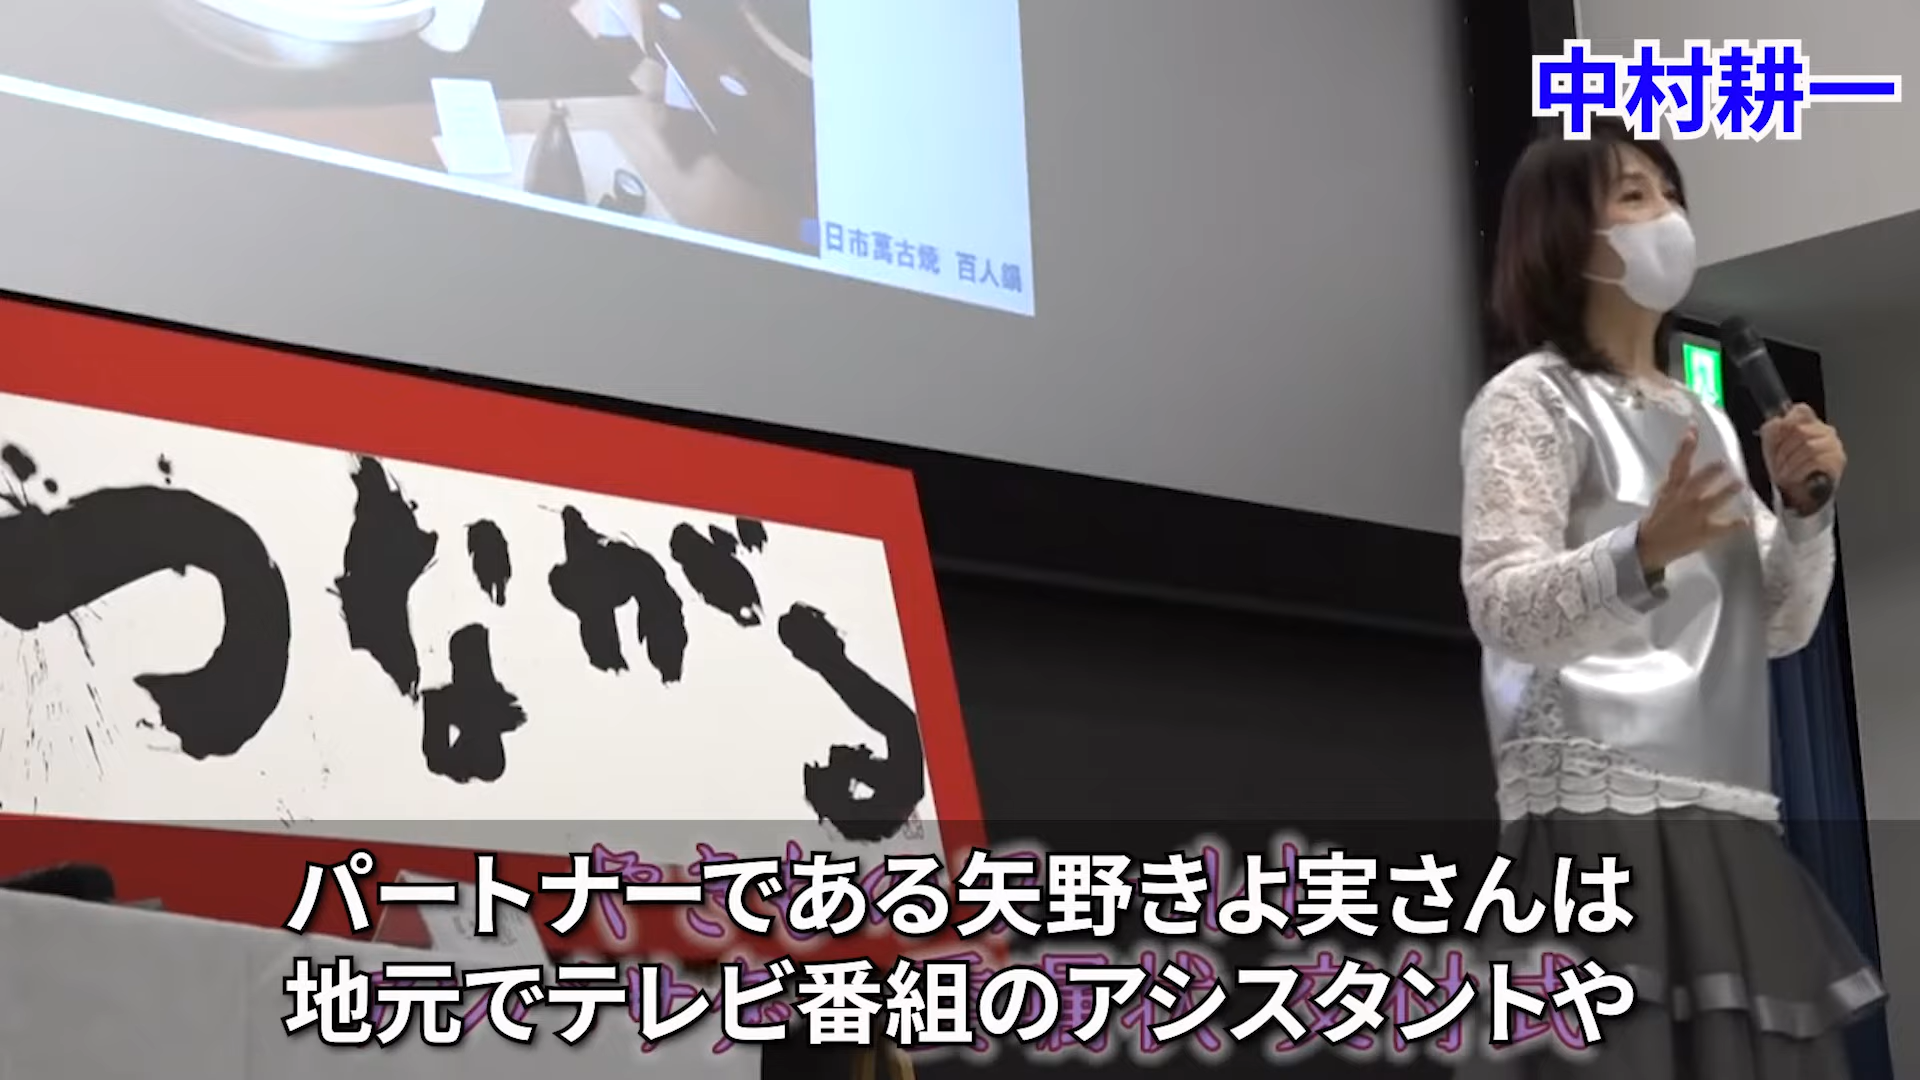 中村耕一
日市萬古焼 百人鍋
つながる
パートナーである矢野きよ実さんは
地元でテレビ番組のアシスタントや